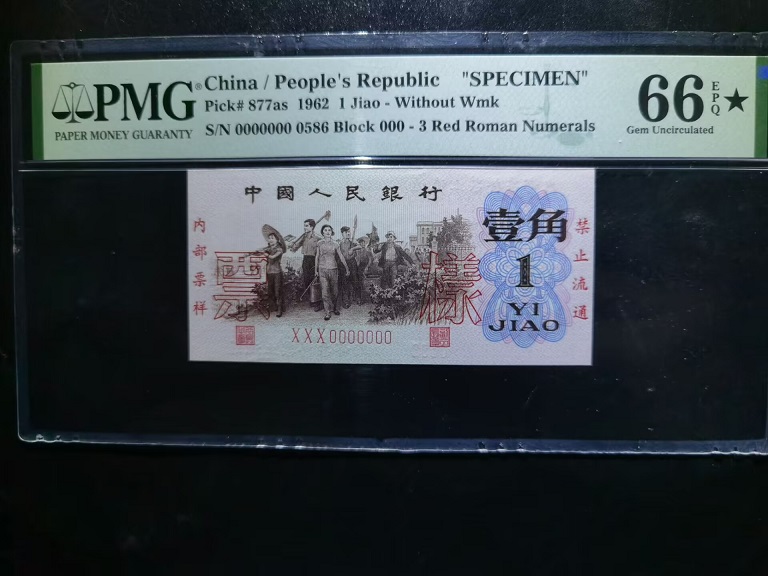 PMG®
PAPER MONEY GUARANTY
China / People's Republic "SPECIMEN"
Pick# 877as 1962 1 Jiao - Without Wmk
S/N 0000000 0586 Block 000 - 3 Red Roman Numerals
66 EPQ ★
Gem Uncirculated
中國人民銀行
内部票样
票
樣
壹角
1
YI
JIAO
禁止流通
XXX0000000